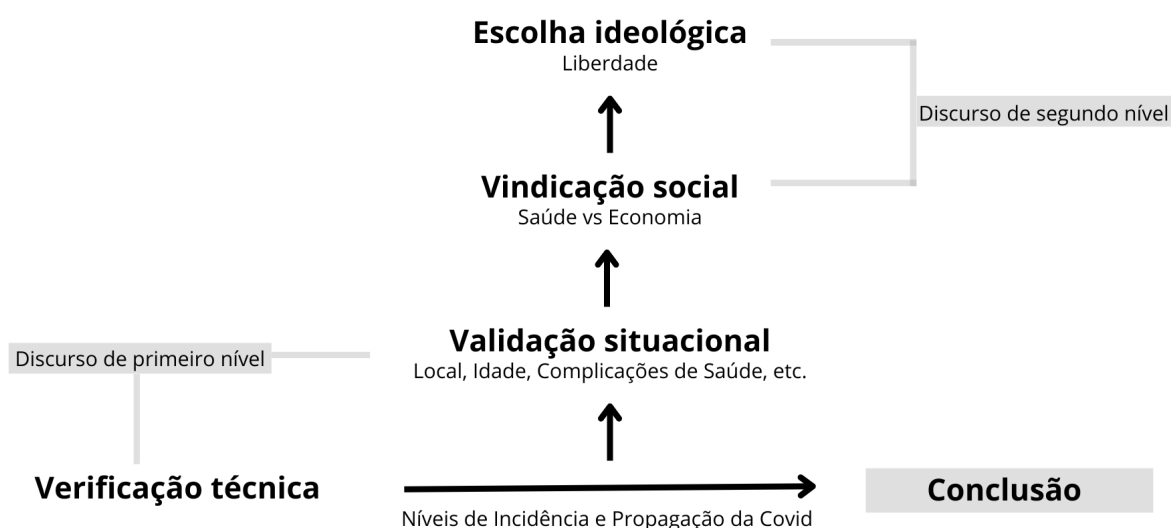 Escolha ideológica
Liberdade
Discurso de segundo nível
Vindicação social
Saúde vs Economia
Validação situacional
Discurso de primeiro nível
Local, Idade, Complicações de Saúde, etc.
Verificação técnica
Conclusão
Níveis de Incidência e Propagação da Covid